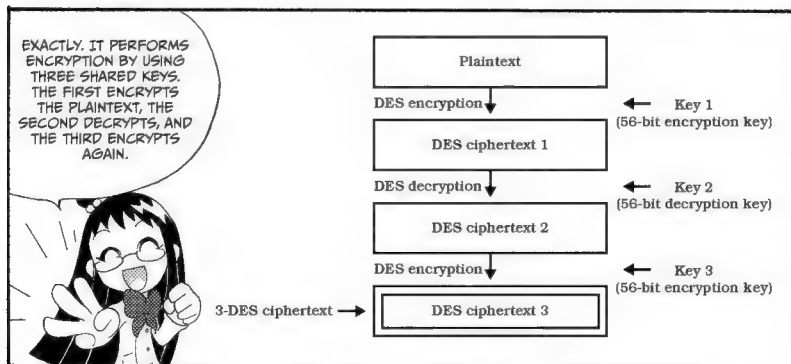 EXACTLY. IT PERFORMS
ENCRYPTION BY USING
THREE SHARED KEYS.
THE FIRST ENCRYPTS
THE PLAINTEXT, THE
SECOND DECRYPTS, AND
THE THIRD ENCRYPTS
AGAIN.
Plaintext
DES encryption
Key 1
(56-bit encryption key)
DES ciphertext 1
DES decryption
Key 2
(56-bit decryption key)
DES ciphertext 2
DES encryption
Key 3
(56-bit encryption key)
3-DES ciphertext
DES ciphertext 3